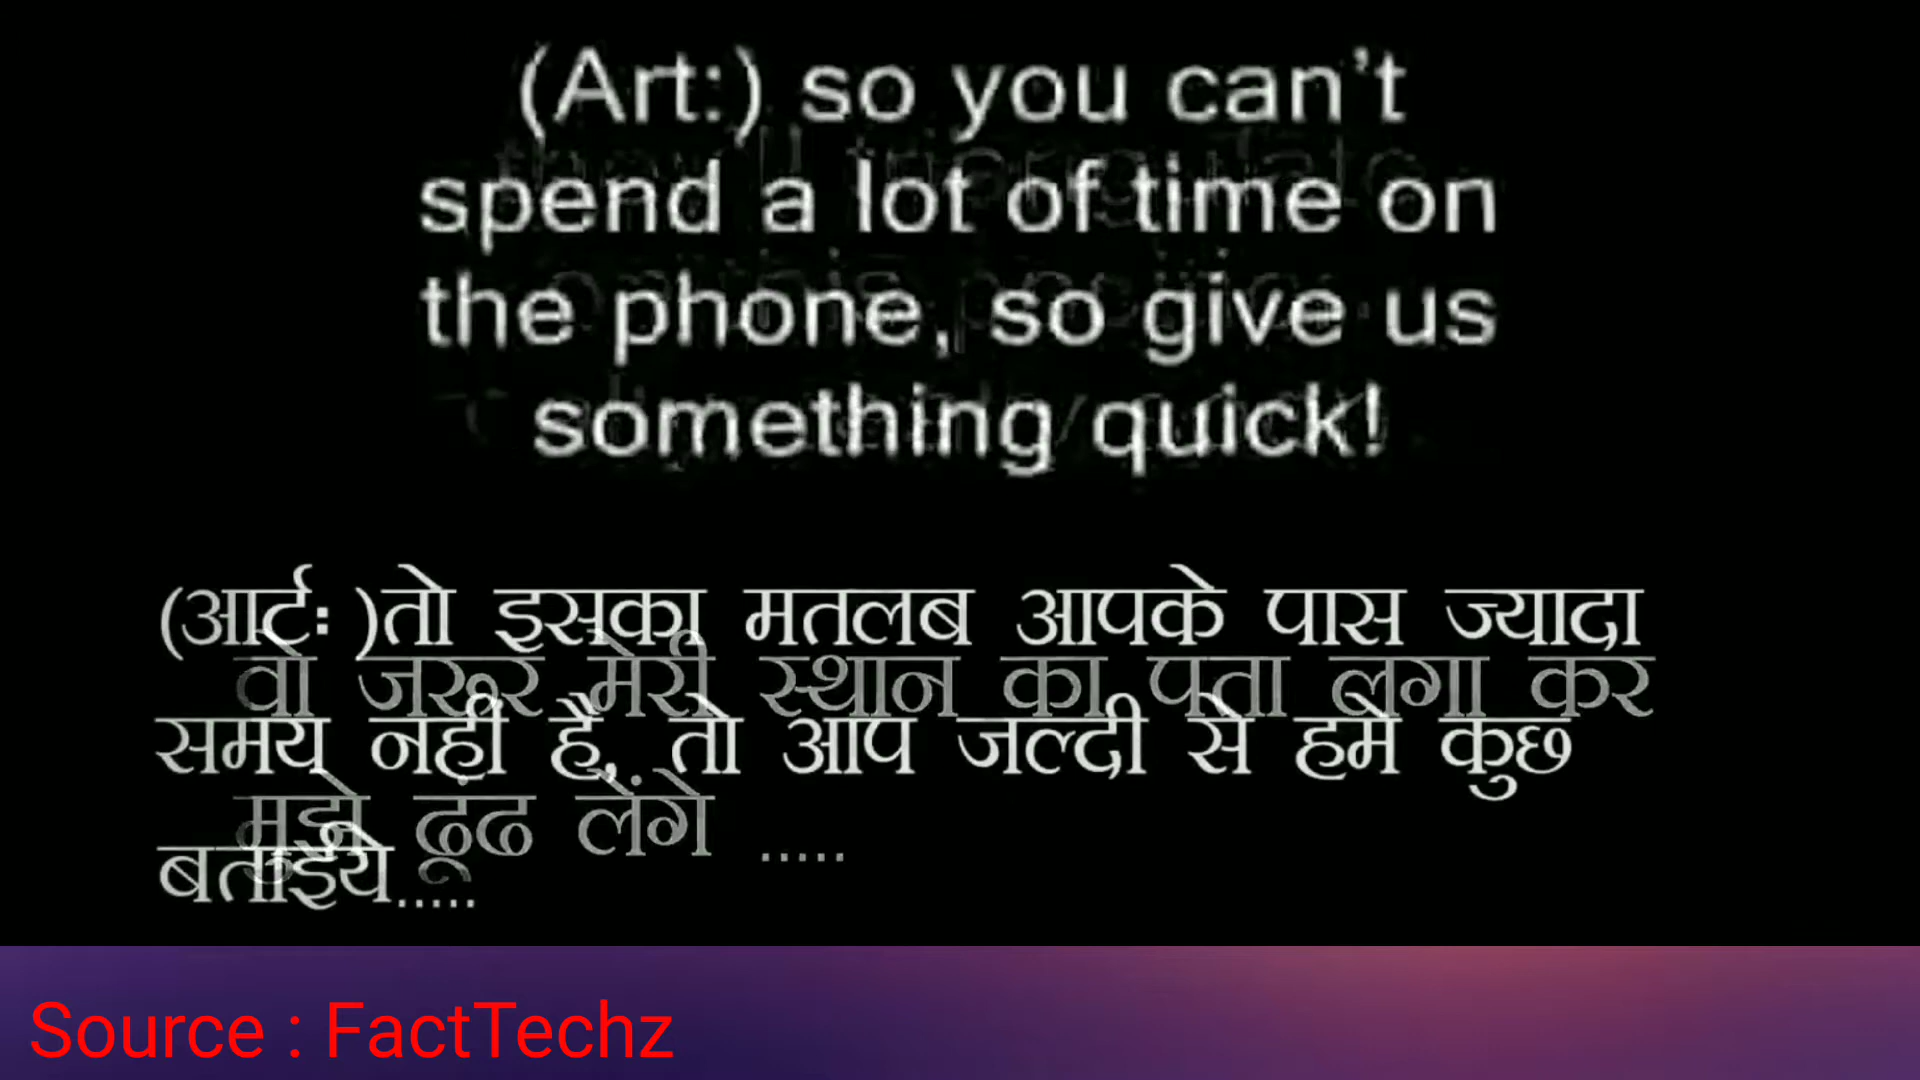 (Art:) so you can't
spend a lot of time on
the phone, so give us
something quick!
(आर्टः )तो इसका मतलब आपके पास ज्यादा
वो जरुर मेरी स्थान का पता लगा कर
समय नहीं है, तो आप जल्दी से हमे कुछ
मुझे ढूंढ लेंगे .....
बताईये.....
Source : FactTechz